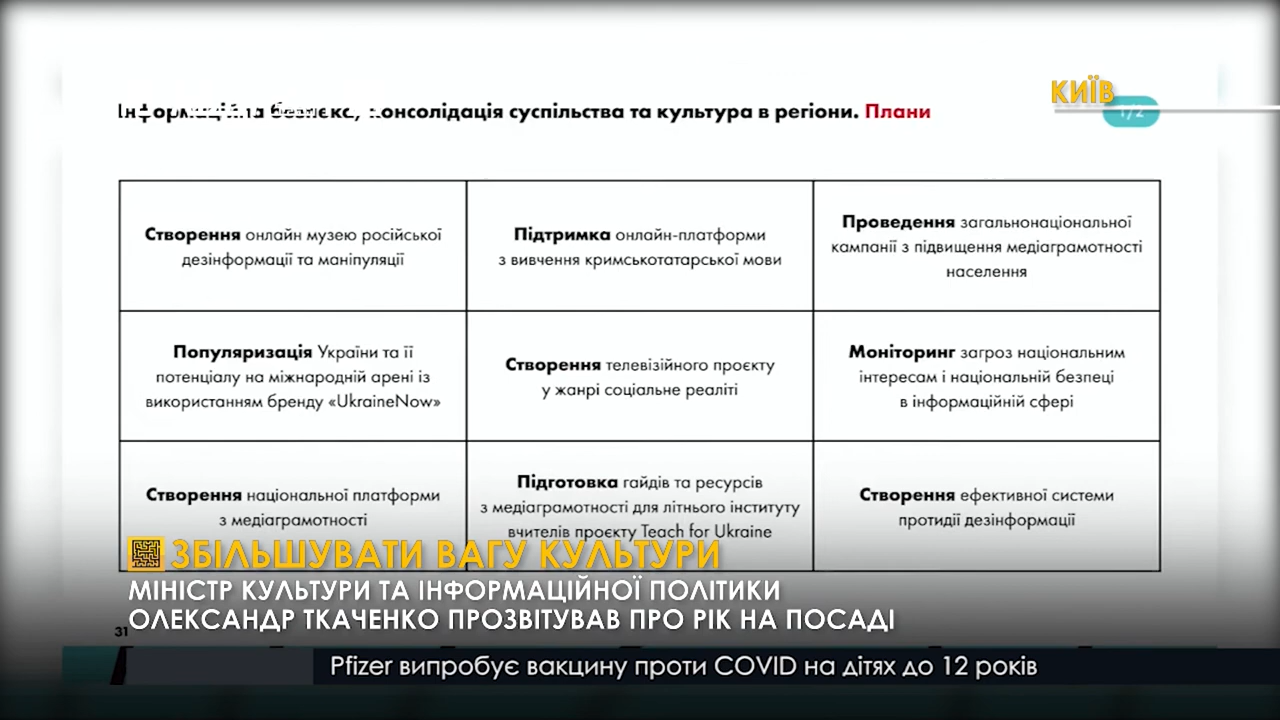 КИЇВ
консолідація суспільства та культура в регіони. Плани
1/2
Створення онлайн музею російської
дезінформації та маніпуляції
Підтримка онлайн-платформи
з вивчення кримськотатарської мови
Проведення загальнонаціональної
кампанії з підвищення медіаграмотності
населення
Популяризація України та її
потенціалу на міжнародній арені із
використанням бренду «UkraineNow»
Створення телевізійного проєкту
у жанрі соціальне реаліті
Моніторинг загроз національним
інтересам і національній безпеці
в інформаційній сфері
Створення національної платформи
з медіаграмотності
Підготовка гайдів та ресурсів
з медіаграмотності для літнього інституту
вчителів проєкту Teach for Ukraine
Створення ефективної системи
протидії дезінформації
ЗБІЛЬШУВАТИ ВАГУ КУЛЬТУРИ
МІНІСТР КУЛЬТУРИ ТА ІНФОРМАЦІЙНОЇ ПОЛІТИКИ
ОЛЕКСАНДР ТКАЧЕНКО ПРОЗВІТУВАВ ПРО РІК НА ПОСАДІ
31
Pfizer випробує вакцину проти COVID на дітях до 12 років